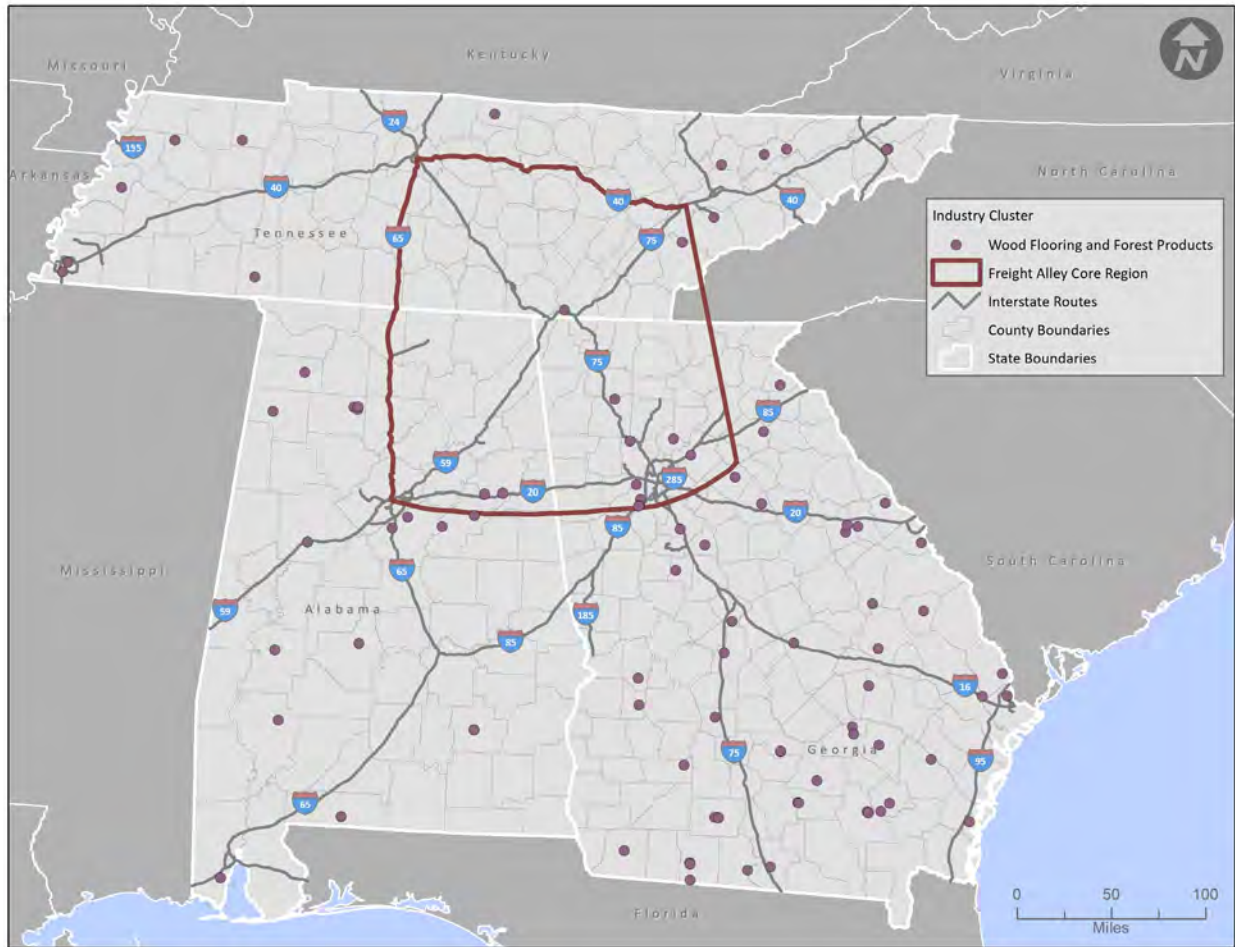 Kentucky
Missouri
Virginia
N
24
155
Arkansas
North Carolina
40
40
40
Tennessee
65
75
Industry Cluster
Wood Flooring and Forest Products
Freight Alley Core Region
Interstate Routes
County Boundaries
State Boundaries
75
85
59
285
20
20
85
South Carolina
Mississippi
65
59
Alabama
185
85
16
Georgia
75
95
65
0 50 100
Miles
Florida